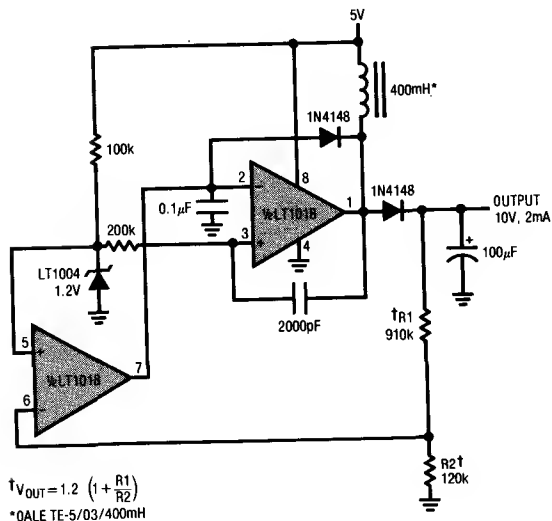 5V
400mH*
1N4148
100k
2
8
1N4148
0.1µF
½LT1018
1
OUTPUT
10V, 2mA
200k
3
4
+
100µF
LT1004
1.2V
2000pF
†R1
910k
5
½LT1018
7
6
R2†
120k
†VOUT = 1.2 (1 + R1/R2)
*DALE TE-5/03/400mH